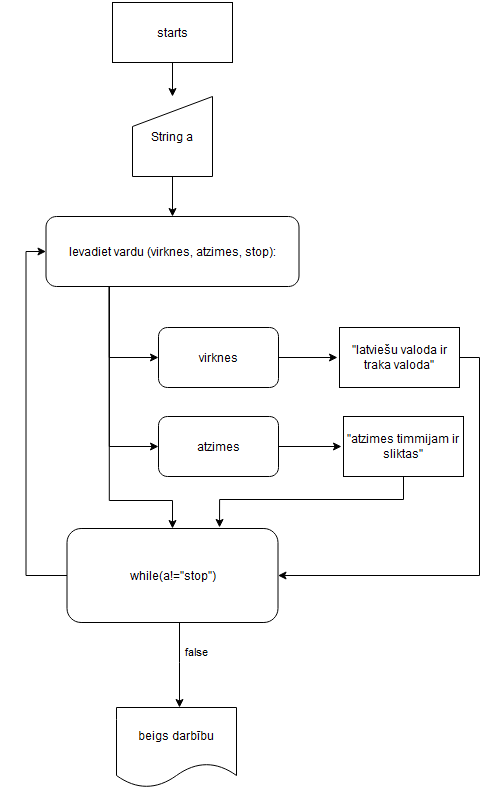 starts
String a
Ievadiet vardu (virknes, atzimes, stop):
virknes
"latviešu valoda ir
traka valoda"
atzimes
"atzimes timmijam ir
sliktas"
while(a!="stop")
false
beigs darbību